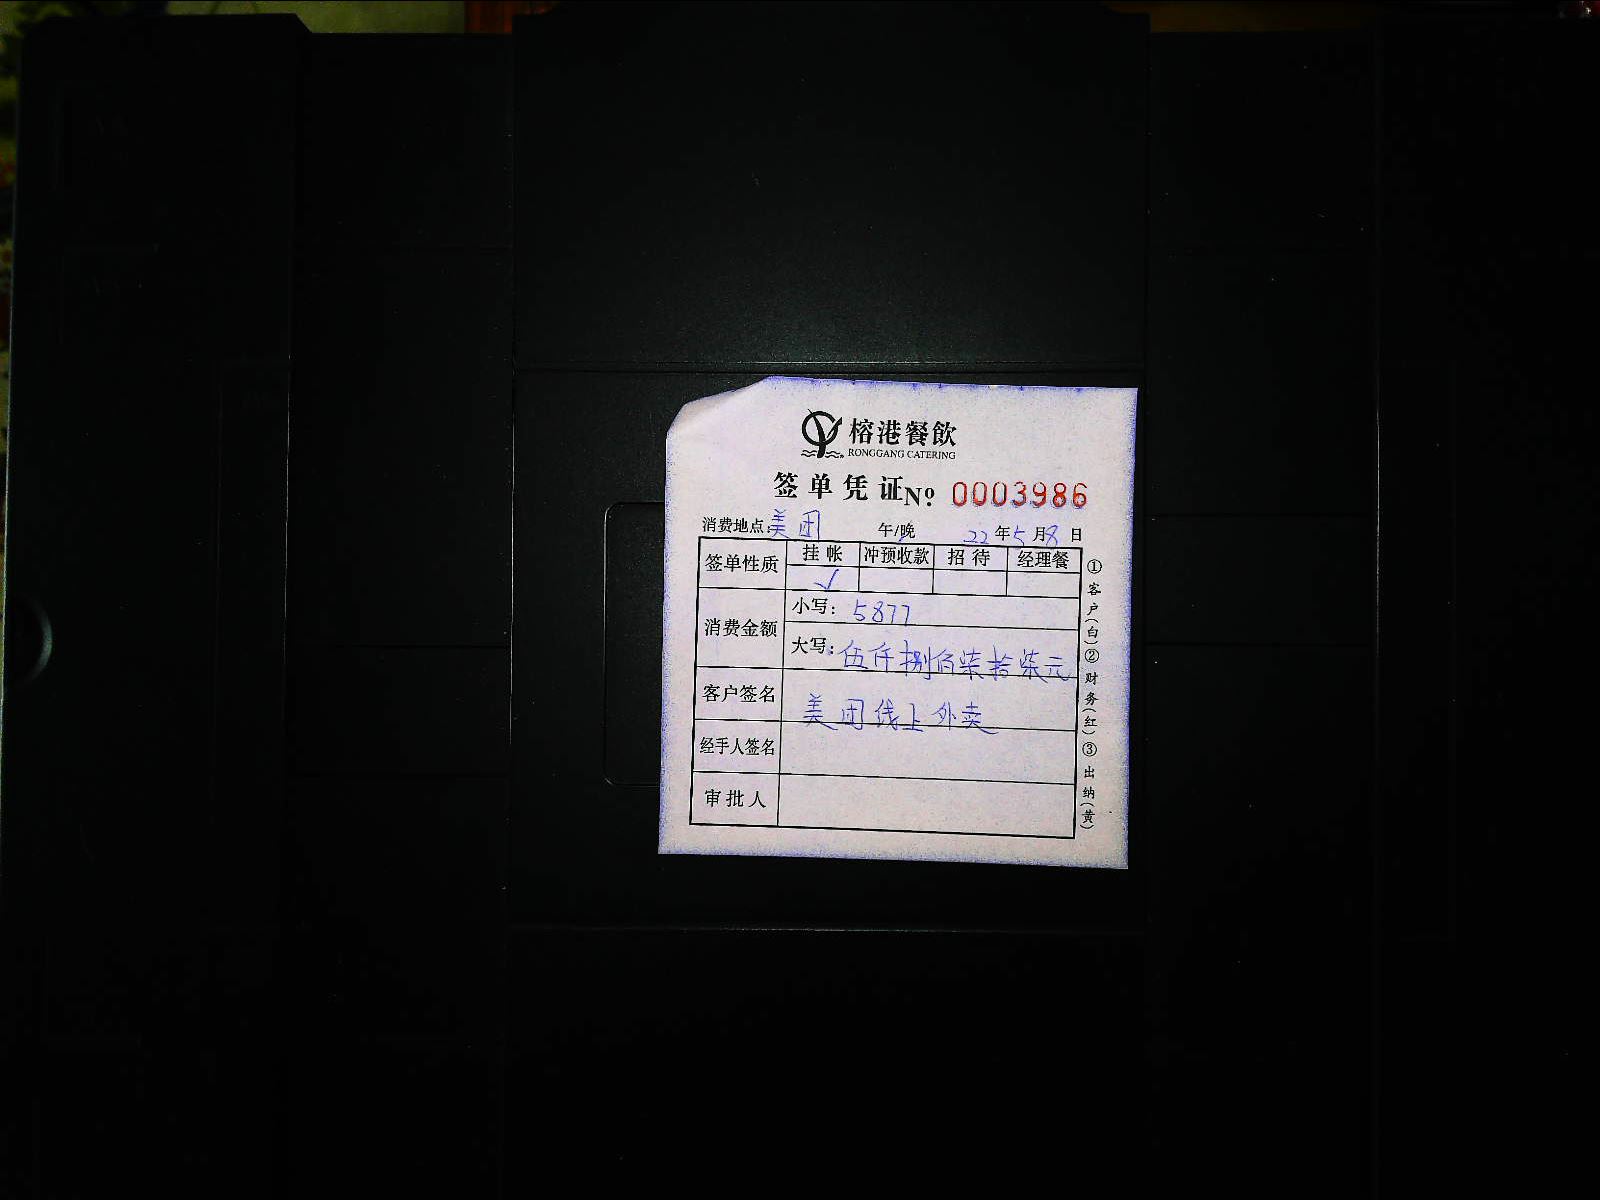 榕港餐飲
RONGGANG CATERING
签单凭证 № 0003986
消费地点:美团 午/晚 22年5月8日
签单性质 挂帐 冲预收款 招待 经理餐
✓
消费金额 小写: 5877
大写: 伍仟捌佰柒拾柒元
客户签名 美团线上外卖
经手人签名
审批人
①客户(白)②财务(红)③出纳(黄)